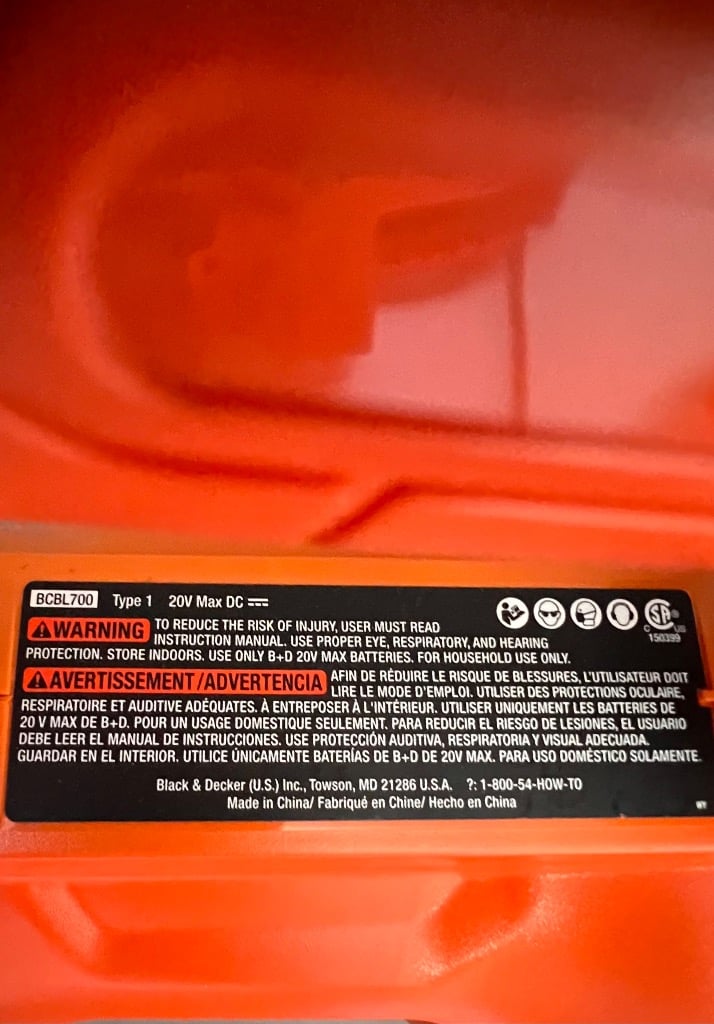 BCBL700 Type 1 20V Max DC
WARNING TO REDUCE THE RISK OF INJURY, USER MUST READ
INSTRUCTION MANUAL. USE PROPER EYE, RESPIRATORY, AND HEARING
PROTECTION. STORE INDOORS. USE ONLY B+D 20V MAX BATTERIES. FOR HOUSEHOLD USE ONLY.
AVERTISSEMENT/ADVERTENCIA AFIN DE RÉDUIRE LE RISQUE DE BLESSURES, L'UTILISATEUR DOIT
LIRE LE MODE D'EMPLOI. UTILISER DES PROTECTIONS OCULAIRE,
RESPIRATOIRE ET AUDITIVE ADÉQUATES. À ENTREPOSER À L'INTÉRIEUR. UTILISER UNIQUEMENT LES BATTERIES DE
20 V MAX DE B+D. POUR UN USAGE DOMESTIQUE SEULEMENT. PARA REDUCIR EL RIESGO DE LESIONES, EL USUARIO
DEBE LEER EL MANUAL DE INSTRUCCIONES. USE PROTECCIÓN AUDITIVA, RESPIRATORIA Y VISUAL ADECUADA.
GUARDAR EN EL INTERIOR. UTILICE ÚNICAMENTE BATERÍAS DE B+D DE 20V MAX. PARA USO DOMÉSTICO SOLAMENTE.
Black & Decker (U.S.) Inc., Towson, MD 21286 U.S.A. ?: 1-800-54-HOW-TO
Made in China/ Fabriqué en Chine/ Hecho en China
SA®
C US
150399